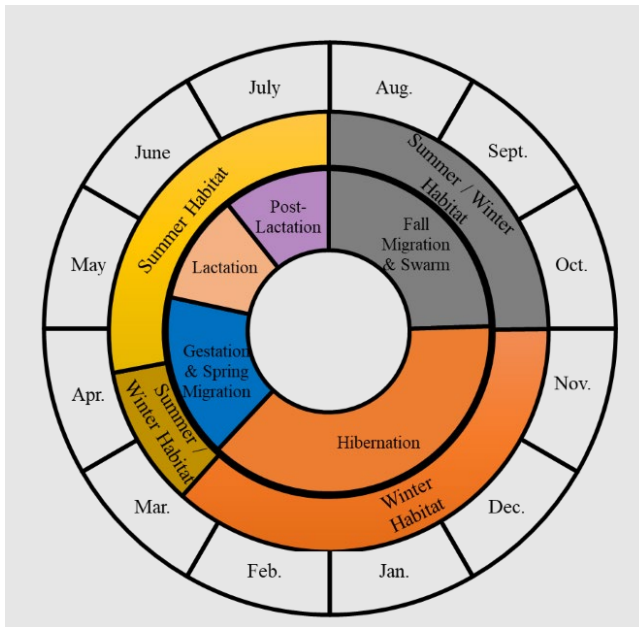 July
Aug.
June
Sept.
May
Oct.
Apr.
Nov.
Mar.
Dec.
Feb.
Jan.
Summer Habitat
Summer / Winter
Habitat
Summer /
Winter Habitat
Winter
Habitat
Post-
Lactation
Fall
Migration
& Swarm
Lactation
Gestation
& Spring
Migration
Hibernation